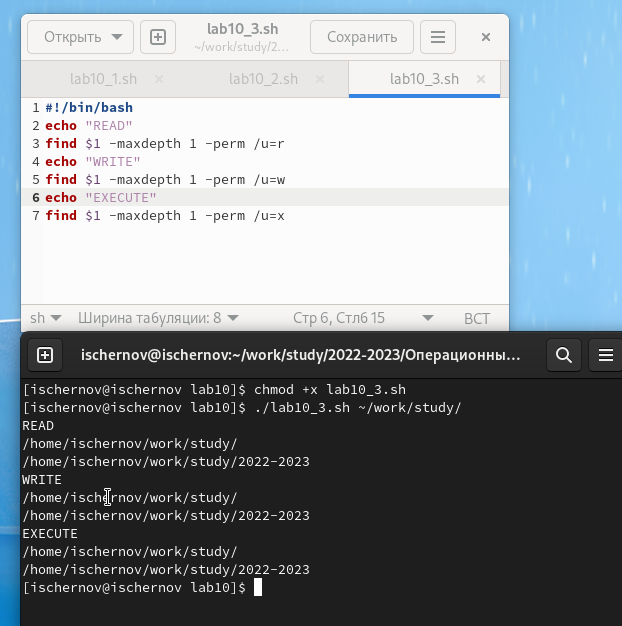 Открыть
lab10_3.sh
~/work/study/2...
Сохранить
lab10_1.sh
lab10_2.sh
lab10_3.sh
1 #!/bin/bash
2 echo "READ"
3 find $1 -maxdepth 1 -perm /u=r
4 echo "WRITE"
5 find $1 -maxdepth 1 -perm /u=w
6 echo "EXECUTE"
7 find $1 -maxdepth 1 -perm /u=x
sh Ширина табуляции: 8 Стр 6, Стлб 15 ВСТ
ischernov@ischernov:~/work/study/2022-2023/Операционны...
[ischernov@ischernov lab10]$ chmod +x lab10_3.sh
[ischernov@ischernov lab10]$ ./lab10_3.sh ~/work/study/
READ
/home/ischernov/work/study/
/home/ischernov/work/study/2022-2023
WRITE
/home/ischernov/work/study/
/home/ischernov/work/study/2022-2023
EXECUTE
/home/ischernov/work/study/
/home/ischernov/work/study/2022-2023
[ischernov@ischernov lab10]$